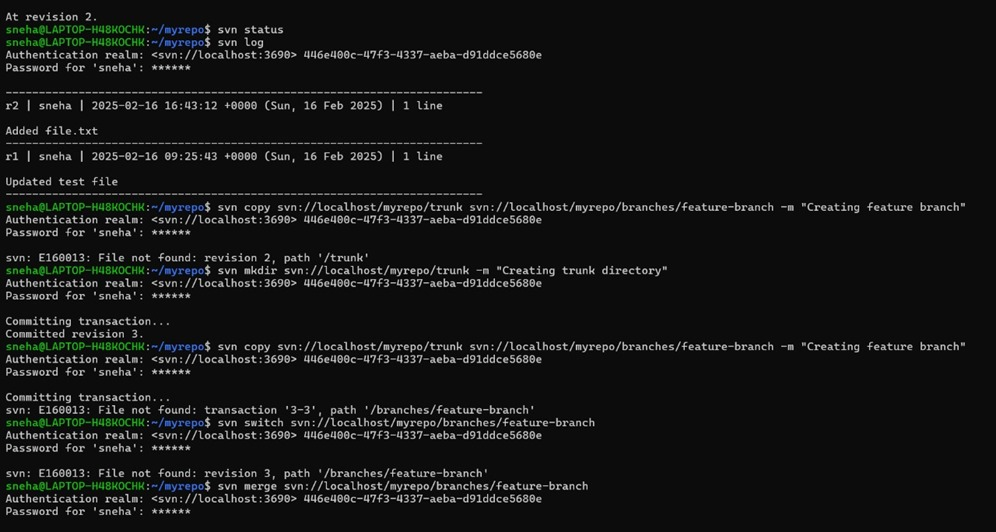 At revision 2.
sneha@LAPTOP-H48KOCHK:~/myrepo$ svn status
sneha@LAPTOP-H48KOCHK:~/myrepo$ svn log
Authentication realm: <svn://localhost:3690> 446e400c-47f3-4337-aeba-d91ddce5680e
Password for 'sneha': ******

------------------------------------------------------------------------
r2 | sneha | 2025-02-16 16:43:12 +0000 (Sun, 16 Feb 2025) | 1 line

Added file.txt
------------------------------------------------------------------------
r1 | sneha | 2025-02-16 09:25:43 +0000 (Sun, 16 Feb 2025) | 1 line

Updated test file
------------------------------------------------------------------------
sneha@LAPTOP-H48KOCHK:~/myrepo$ svn copy svn://localhost/myrepo/trunk svn://localhost/myrepo/branches/feature-branch -m "Creating feature branch"
Authentication realm: <svn://localhost:3690> 446e400c-47f3-4337-aeba-d91ddce5680e
Password for 'sneha': ******

svn: E160013: File not found: revision 2, path '/trunk'
sneha@LAPTOP-H48KOCHK:~/myrepo$ svn mkdir svn://localhost/myrepo/trunk -m "Creating trunk directory"
Authentication realm: <svn://localhost:3690> 446e400c-47f3-4337-aeba-d91ddce5680e
Password for 'sneha': ******

Committing transaction...
Committed revision 3.
sneha@LAPTOP-H48KOCHK:~/myrepo$ svn copy svn://localhost/myrepo/trunk svn://localhost/myrepo/branches/feature-branch -m "Creating feature branch"
Authentication realm: <svn://localhost:3690> 446e400c-47f3-4337-aeba-d91ddce5680e
Password for 'sneha': ******

Committing transaction...
svn: E160013: File not found: transaction '3-3', path '/branches/feature-branch'
sneha@LAPTOP-H48KOCHK:~/myrepo$ svn switch svn://localhost/myrepo/branches/feature-branch
Authentication realm: <svn://localhost:3690> 446e400c-47f3-4337-aeba-d91ddce5680e
Password for 'sneha': ******

svn: E160013: File not found: revision 3, path '/branches/feature-branch'
sneha@LAPTOP-H48KOCHK:~/myrepo$ svn merge svn://localhost/myrepo/branches/feature-branch
Authentication realm: <svn://localhost:3690> 446e400c-47f3-4337-aeba-d91ddce5680e
Password for 'sneha': ******